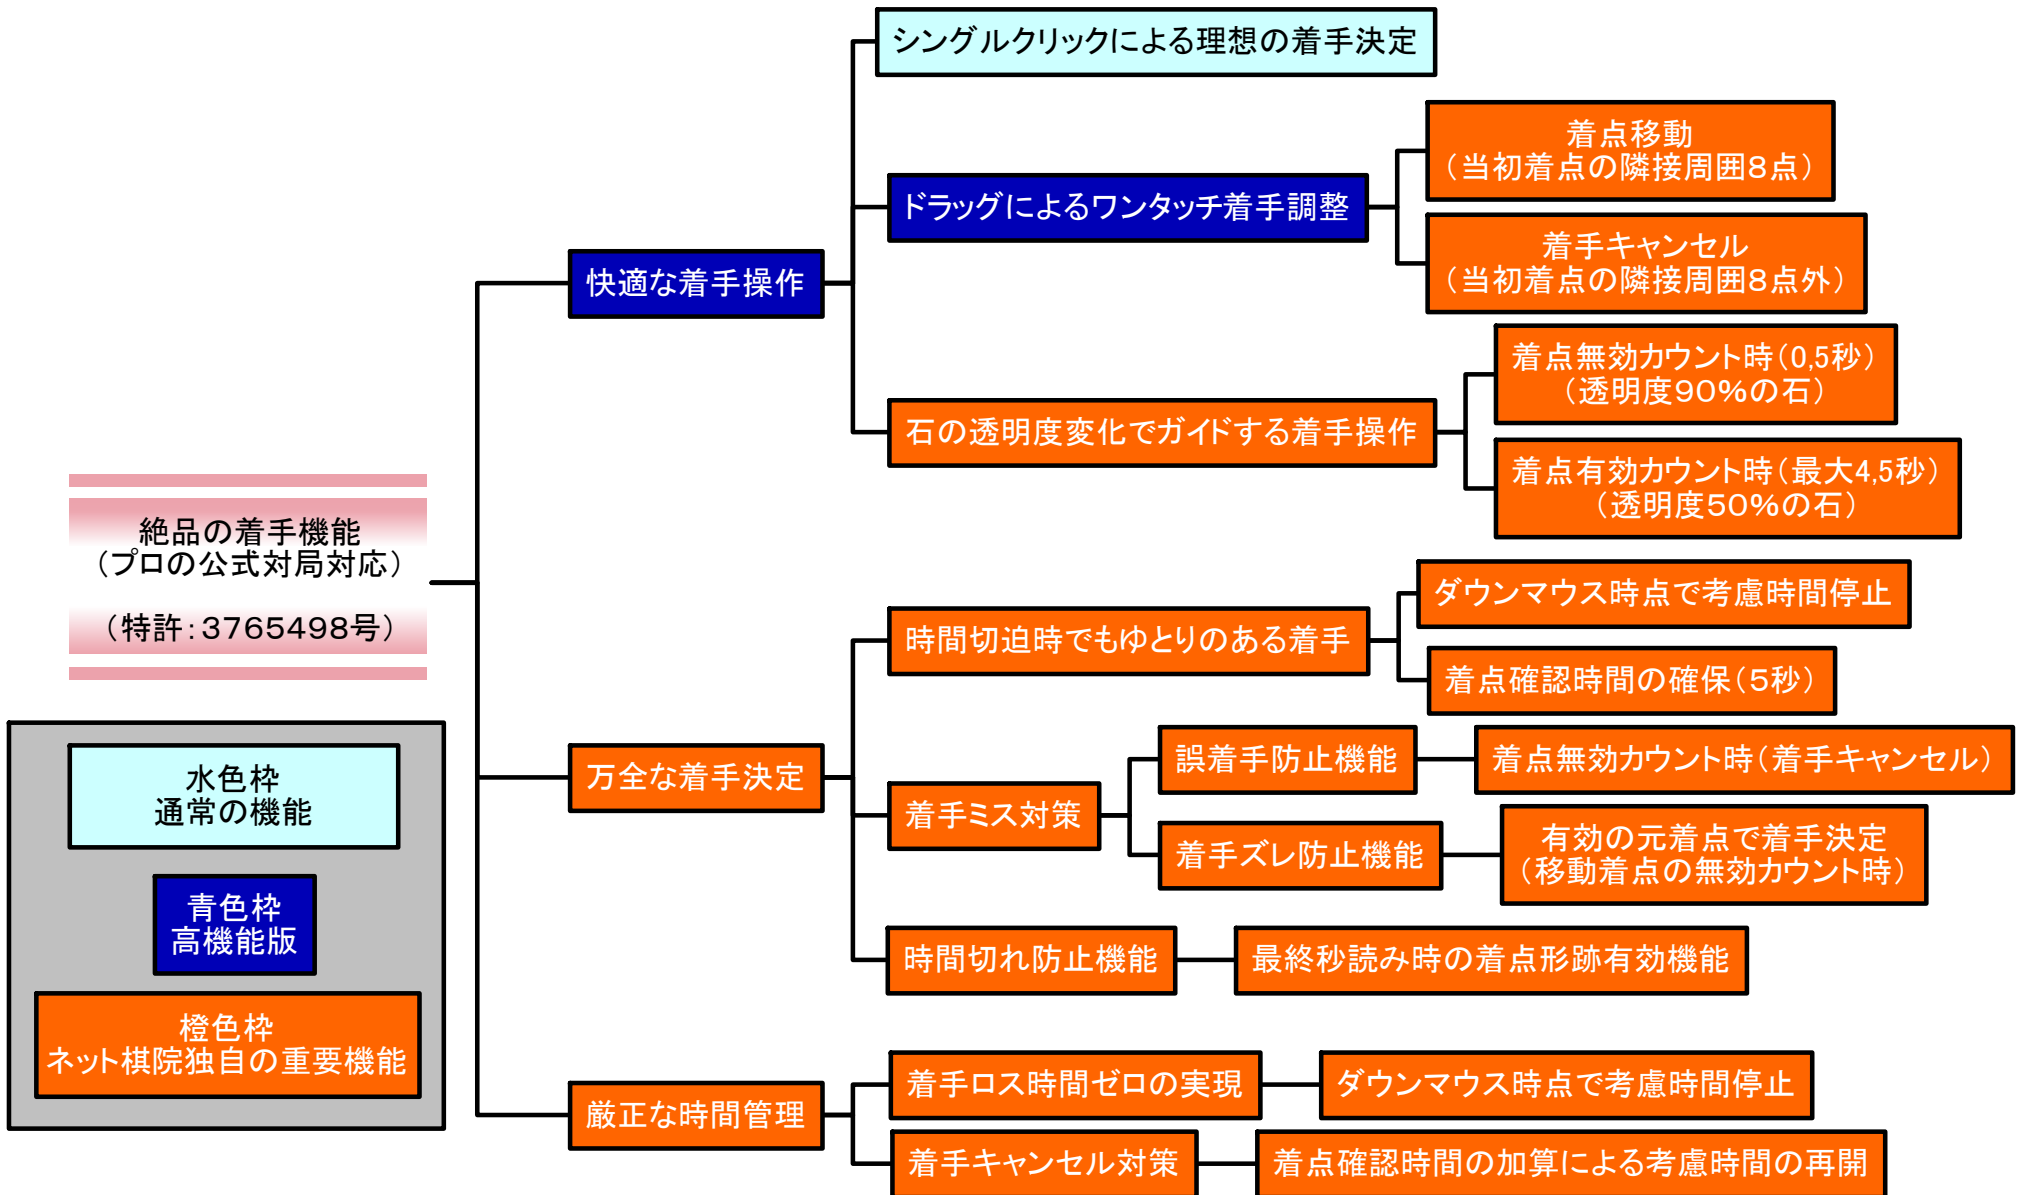 シングルクリックによる理想の着手決定
着点移動
（当初着点の隣接周囲８点）
ドラッグによるワンタッチ着手調整
着手キャンセル
（当初着点の隣接周囲８点外）
快適な着手操作
着点無効カウント時（0,5秒）
（透明度９０％の石）
石の透明度変化でガイドする着手操作
着点有効カウント時（最大4,5秒）
（透明度５０％の石）
絶品の着手機能
（プロの公式対局対応）
（特許：３７６５４９８号）
ダウンマウス時点で考慮時間停止
時間切迫時でもゆとりのある着手
着点確認時間の確保（５秒）
万全な着手決定
誤着手防止機能
着点無効カウント時（着手キャンセル）
着手ミス対策
着手ズレ防止機能
有効の元着点で着手決定
（移動着点の無効カウント時）
時間切れ防止機能
最終秒読み時の着点形跡有効機能
厳正な時間管理
着手ロス時間ゼロの実現
ダウンマウス時点で考慮時間停止
着手キャンセル対策
着点確認時間の加算による考慮時間の再開
水色枠
通常の機能
青色枠
高機能版
橙色枠
ネット棋院独自の重要機能